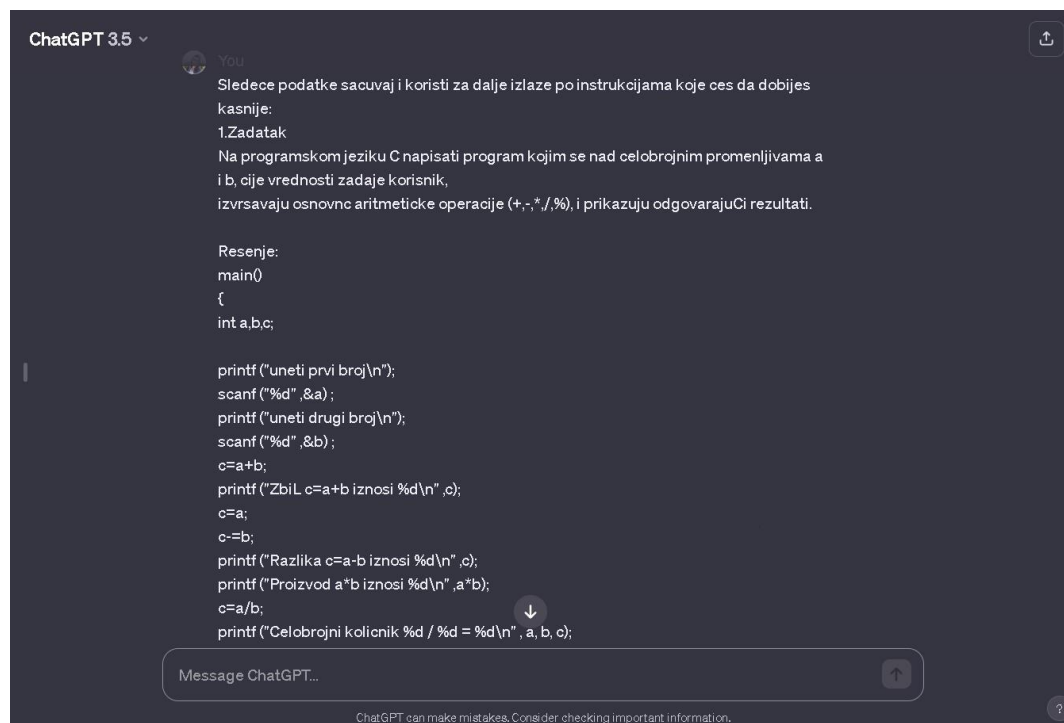 ChatGPT 3.5
You
Sledece podatke sacuvaj i koristi za dalje izlaze po instrukcijama koje ces da dobijes
kasnije:
1.Zadatak
Na programskom jeziku C napisati program kojim se nad celobrojnim promenljivama a
i b, cije vrednosti zadaje korisnik,
izvrsavaju osnovnc aritmeticke operacije (+,-,*,/,%), i prikazuju odgovarajuCi rezultati.
Resenje:
main()
{
int a,b,c;
printf ("uneti prvi broj\n");
scanf ("%d" ,&a) ;
printf ("uneti drugi broj\n");
scanf ("%d" ,&b) ;
c=a+b;
printf ("ZbiL c=a+b iznosi %d\n" ,c);
c=a;
c-=b;
printf ("Razlika c=a-b iznosi %d\n" ,c);
printf ("Proizvod a*b iznosi %d\n" ,a*b);
c=a/b;
printf ("Celobrojni kolicnik %d / %d = %d\n" , a, b, c);
Message ChatGPT...
ChatGPT can make mistakes. Consider checking important information.
?